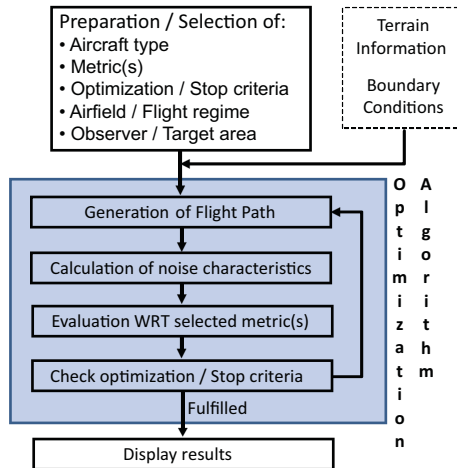 Preparation / Selection of:
• Aircraft type
• Metric(s)
• Optimization / Stop criteria
• Airfield / Flight regime
• Observer / Target area
Terrain
Information
Boundary
Conditions
Generation of Flight Path
Calculation of noise characteristics
Evaluation WRT selected metric(s)
Check optimization / Stop criteria
Fulfilled
Display results
Optimization
Algorithm